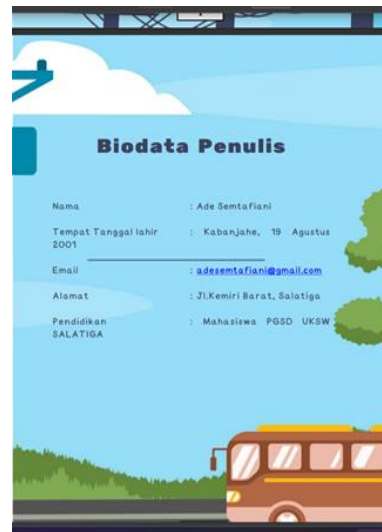 Biodata Penulis
Nama : Ade Semtafiani
Tempat Tanggal lahir : Kabanjahe, 19 Agustus
2001
Email : adesemtafiani@gmail.com
Alamat : Jl.Kemiri Barat, Salatiga
Pendidikan : Mahasiswa PGSD UKSW
SALATIGA